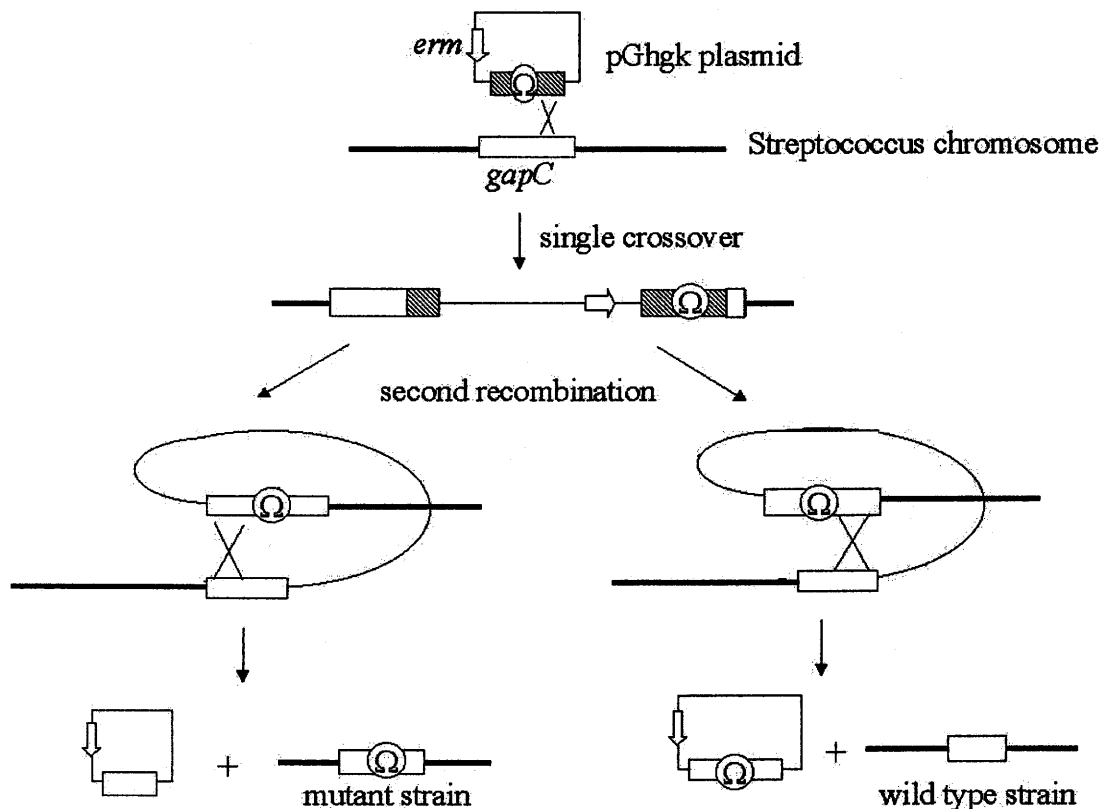 erm
pGhgk plasmid
Ω
Streptococcus chromosome
gapC
single crossover
Ω
second recombination
Ω
Ω
+
Ω
mutant strain
Ω
+
wild type strain